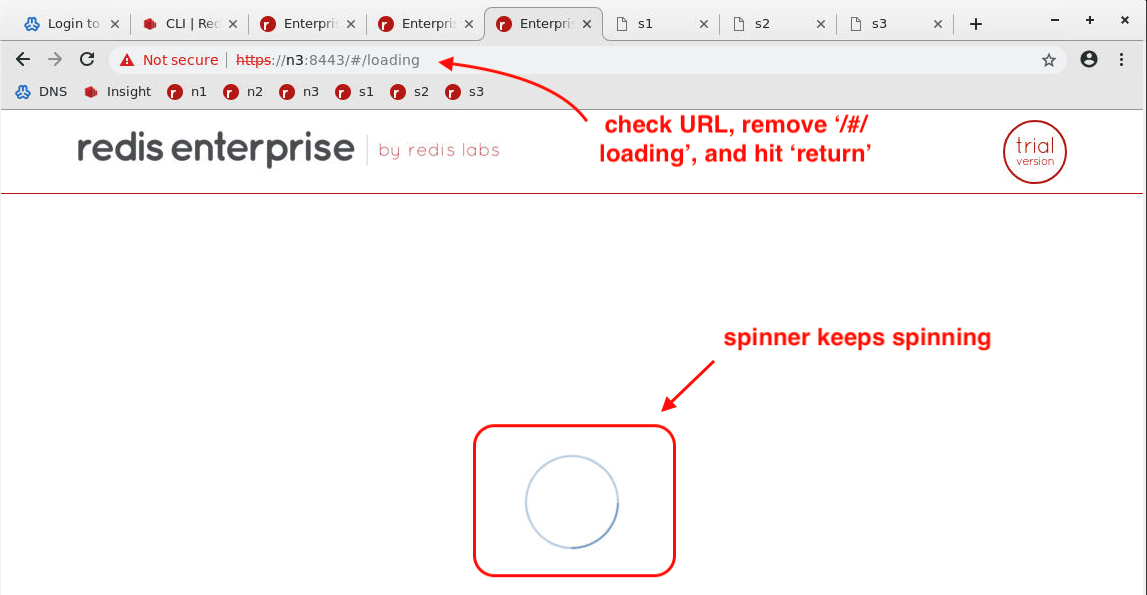 Login to
CLI | Rec
Enterpris
Enterpris
Enterpris
s1
s2
s3
Not secure | https://n3:8443/#/loading
DNS Insight n1 n2 n3 s1 s2 s3
redis enterprise | by redis labs
trial
version
check URL, remove ‘/#/
loading’, and hit ‘return’
spinner keeps spinning